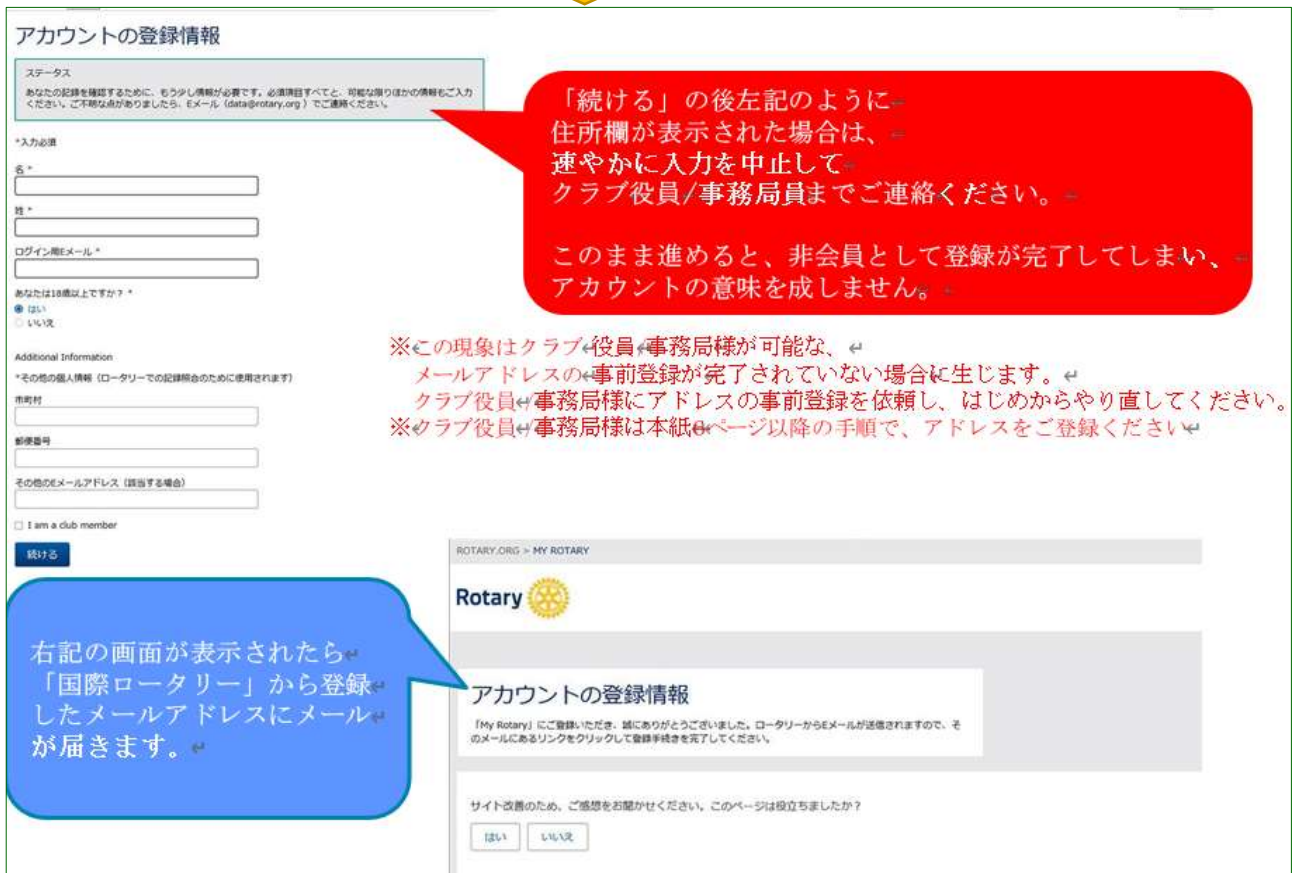 アカウントの登録情報
ステータス
あなたの記録を確認するために、もう少し情報が必要です。必須項目すべてと、可能な限りほかの情報もご入力
ください。ご不明な点がありましたら、Eメール（data@rotary.org ）でご連絡ください。
*入力必須
名 *
姓 *
ログイン用Eメール *
あなたは18歳以上ですか？ *
はい
いいえ
Additional Information
*その他の個人情報（ロータリーでの記録照合のために使用されます）
市町村
郵便番号
その他のEメールアドレス（該当する場合）
I am a club member
続ける
「続ける」の後左記のように
住所欄が表示された場合は、
速やかに入力を中止して
クラブ役員/事務局員までご連絡ください。
このまま進めると、非会員として登録が完了してしまい、
アカウントの意味を成しません。
※この現象はクラブ役員/事務局様が可能な、
メールアドレスの事前登録が完了されていない場合に生じます。
クラブ役員/事務局様にアドレスの事前登録を依頼し、はじめからやり直してください。
※クラブ役員/事務局様は本紙ページ以降の手順で、アドレスをご登録ください
右記の画面が表示されたら
「国際ロータリー」から登録
したメールアドレスにメール
が届きます。
ROTARY.ORG > MY ROTARY
Rotary
アカウントの登録情報
「My Rotary」にご登録いただき、誠にありがとうございました。ロータリーからEメールが送信されますので、そ
のメールにあるリンクをクリックして登録手続きを完了してください。
サイト改善のため、ご感想をお聞かせください。このページは役立ちましたか？
はい いいえ